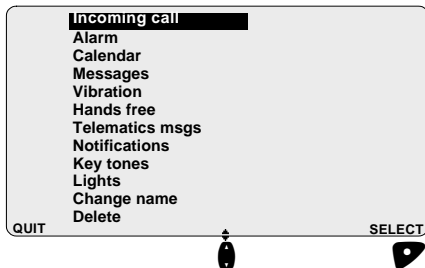 Incoming call
Alarm
Calendar
Messages
Vibration
Hands free
Telematics msgs
Notifications
Key tones
Lights
Change name
Delete
QUIT SELECT